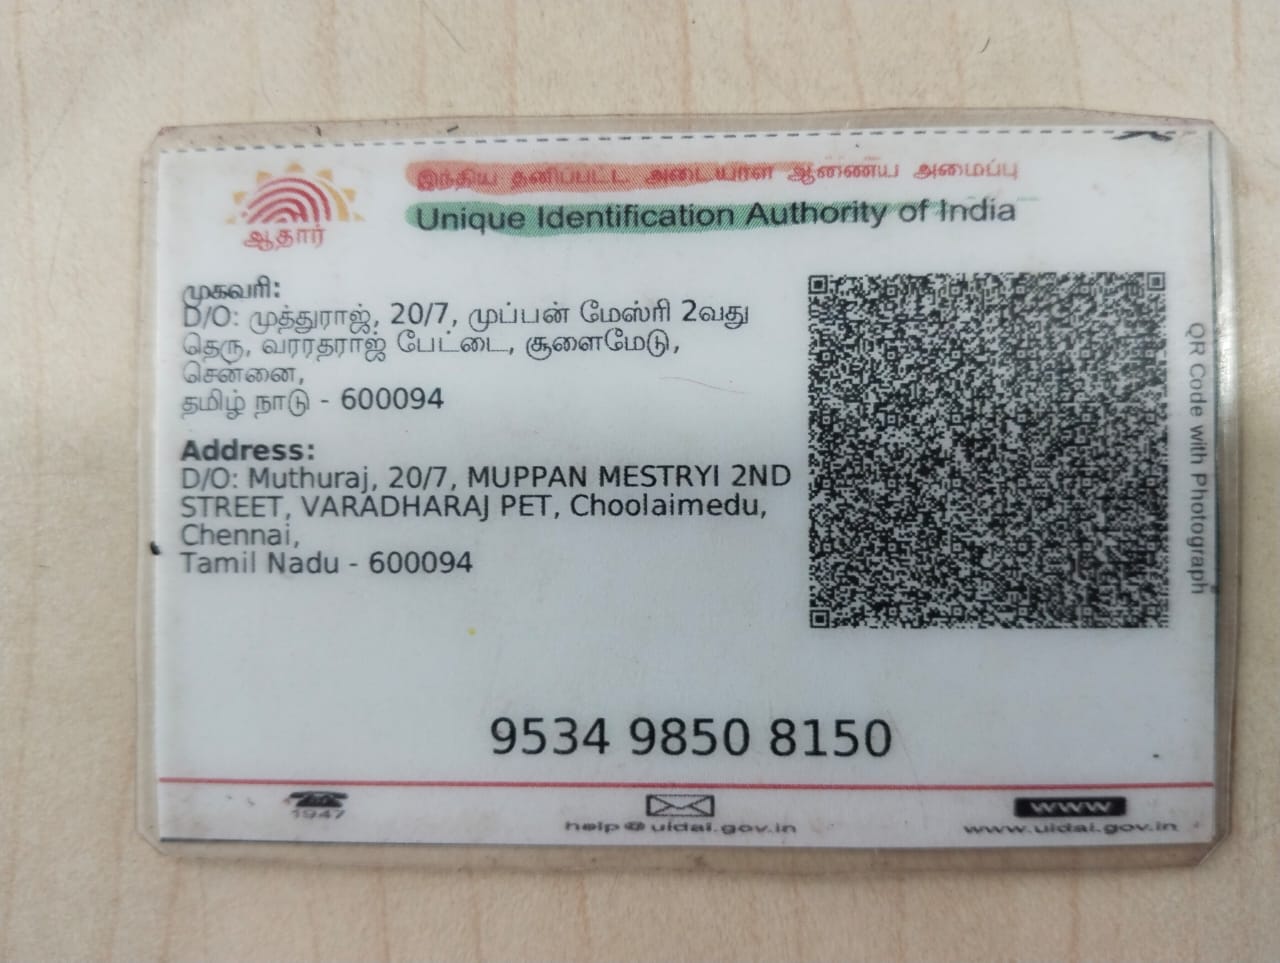 இந்திய தனிப்பட்ட அடையாள ஆணைய அமைப்பு
Unique Identification Authority of India
ஆதார்
முகவரி:
D/O: முத்துராஜ், 20/7, முப்பன் மேஸ்ரி 2வது
தெரு, வரரதராஜ் பேட்டை, சூளைமேடு,
சென்னை,
தமிழ் நாடு - 600094
Address:
D/O: Muthuraj, 20/7, MUPPAN MESTRYI 2ND
STREET, VARADHARAJ PET, Choolaimedu,
Chennai,
Tamil Nadu - 600094
QR Code with Photograph
9534 9850 8150
1947
help@uidai.gov.in
WWW
www.uidai.gov.in